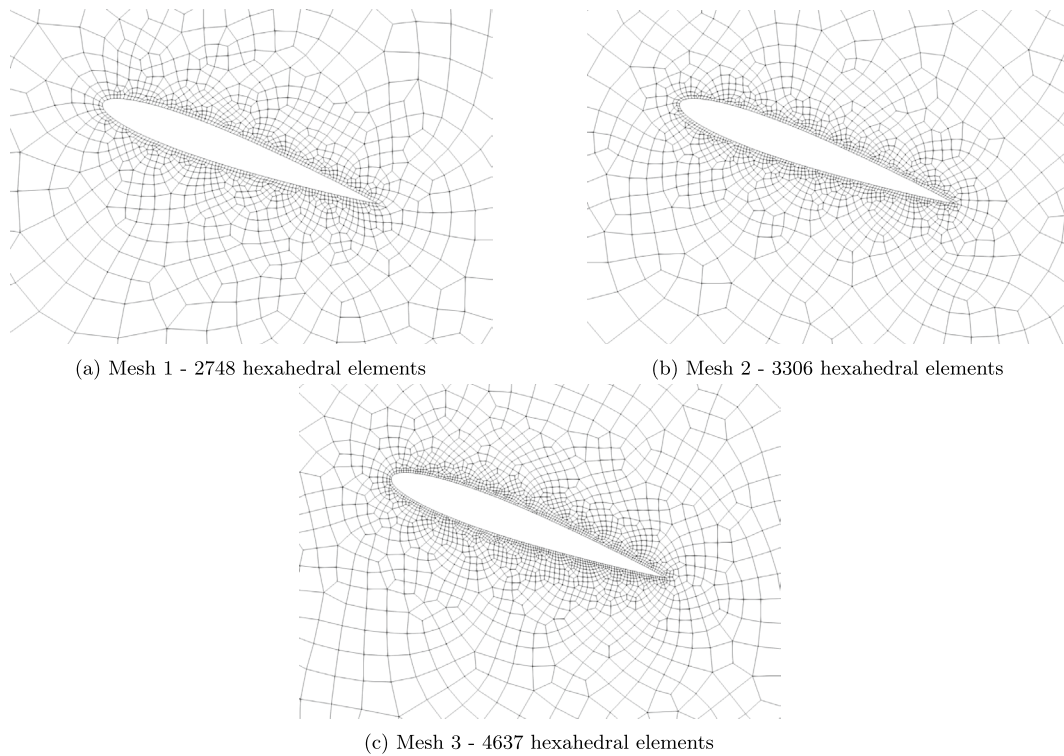 (a) Mesh 1 - 2748 hexahedral elements
(b) Mesh 2 - 3306 hexahedral elements
(c) Mesh 3 - 4637 hexahedral elements